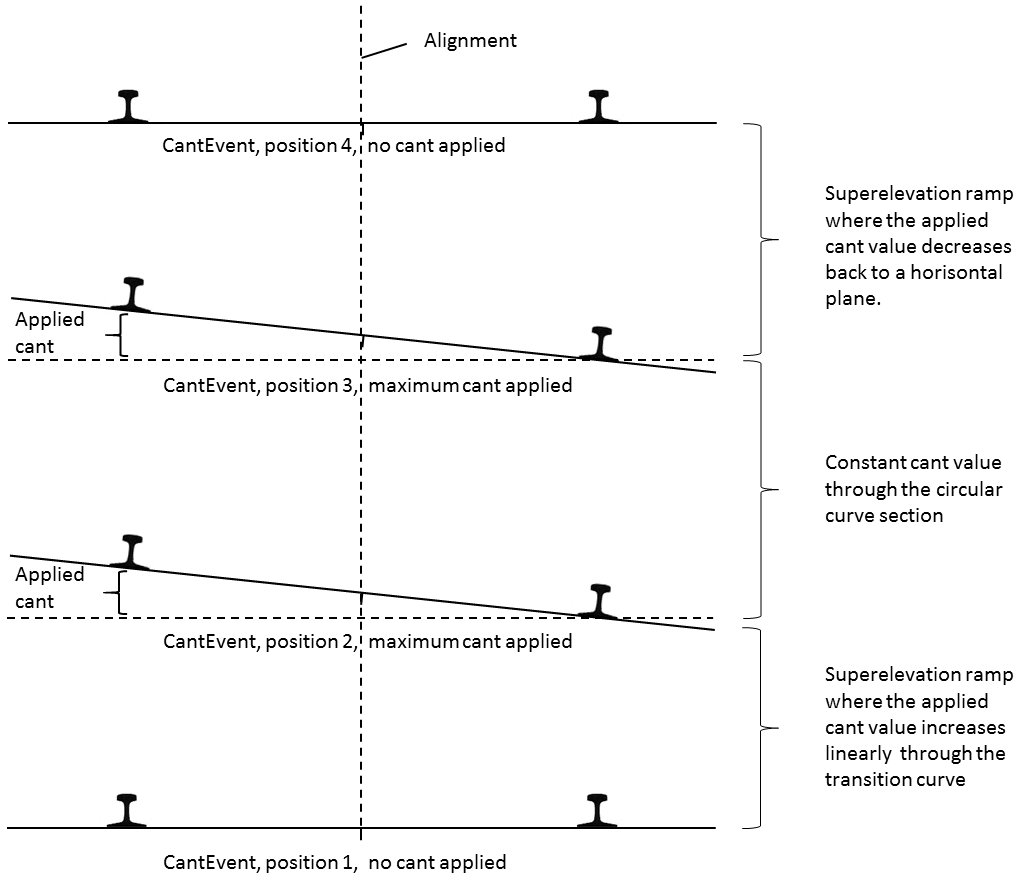 Alignment
CantEvent, position 4, no cant applied
Superelevation ramp
where the applied
cant value decreases
back to a horisontal
plane.
Applied
cant
CantEvent, position 3, maximum cant applied
Constant cant value
through the circular
curve section
Applied
cant
CantEvent, position 2, maximum cant applied
Superelevation ramp
where the applied
cant value increases
linearly through the
transition curve
CantEvent, position 1, no cant applied